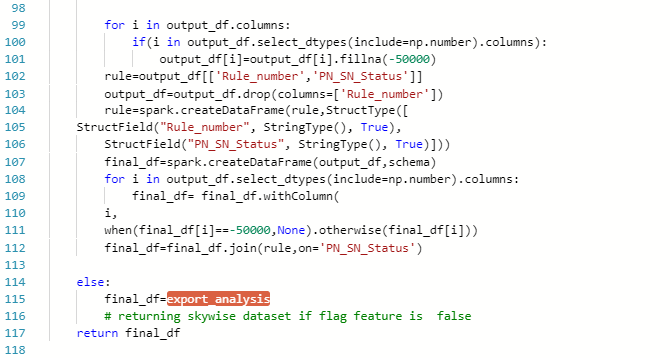 98
99 for i in output_df.columns:
100 if(i in output_df.select_dtypes(include=np.number).columns):
101 output_df[i]=output_df[i].fillna(-50000)
102 rule=output_df[['Rule_number','PN_SN_Status']]
103 output_df=output_df.drop(columns=['Rule_number'])
104 rule=spark.createDataFrame(rule,StructType([
105 StructField("Rule_number", StringType(), True),
106 StructField("PN_SN_Status", StringType(), True)]))
107 final_df=spark.createDataFrame(output_df,schema)
108 for i in output_df.select_dtypes(include=np.number).columns:
109 final_df= final_df.withColumn(
110 i,
111 when(final_df[i]==-50000,None).otherwise(final_df[i]))
112 final_df=final_df.join(rule,on='PN_SN_Status')
113
114 else:
115 final_df=export_analysis
116 # returning skywise dataset if flag feature is  false
117 return final_df
118